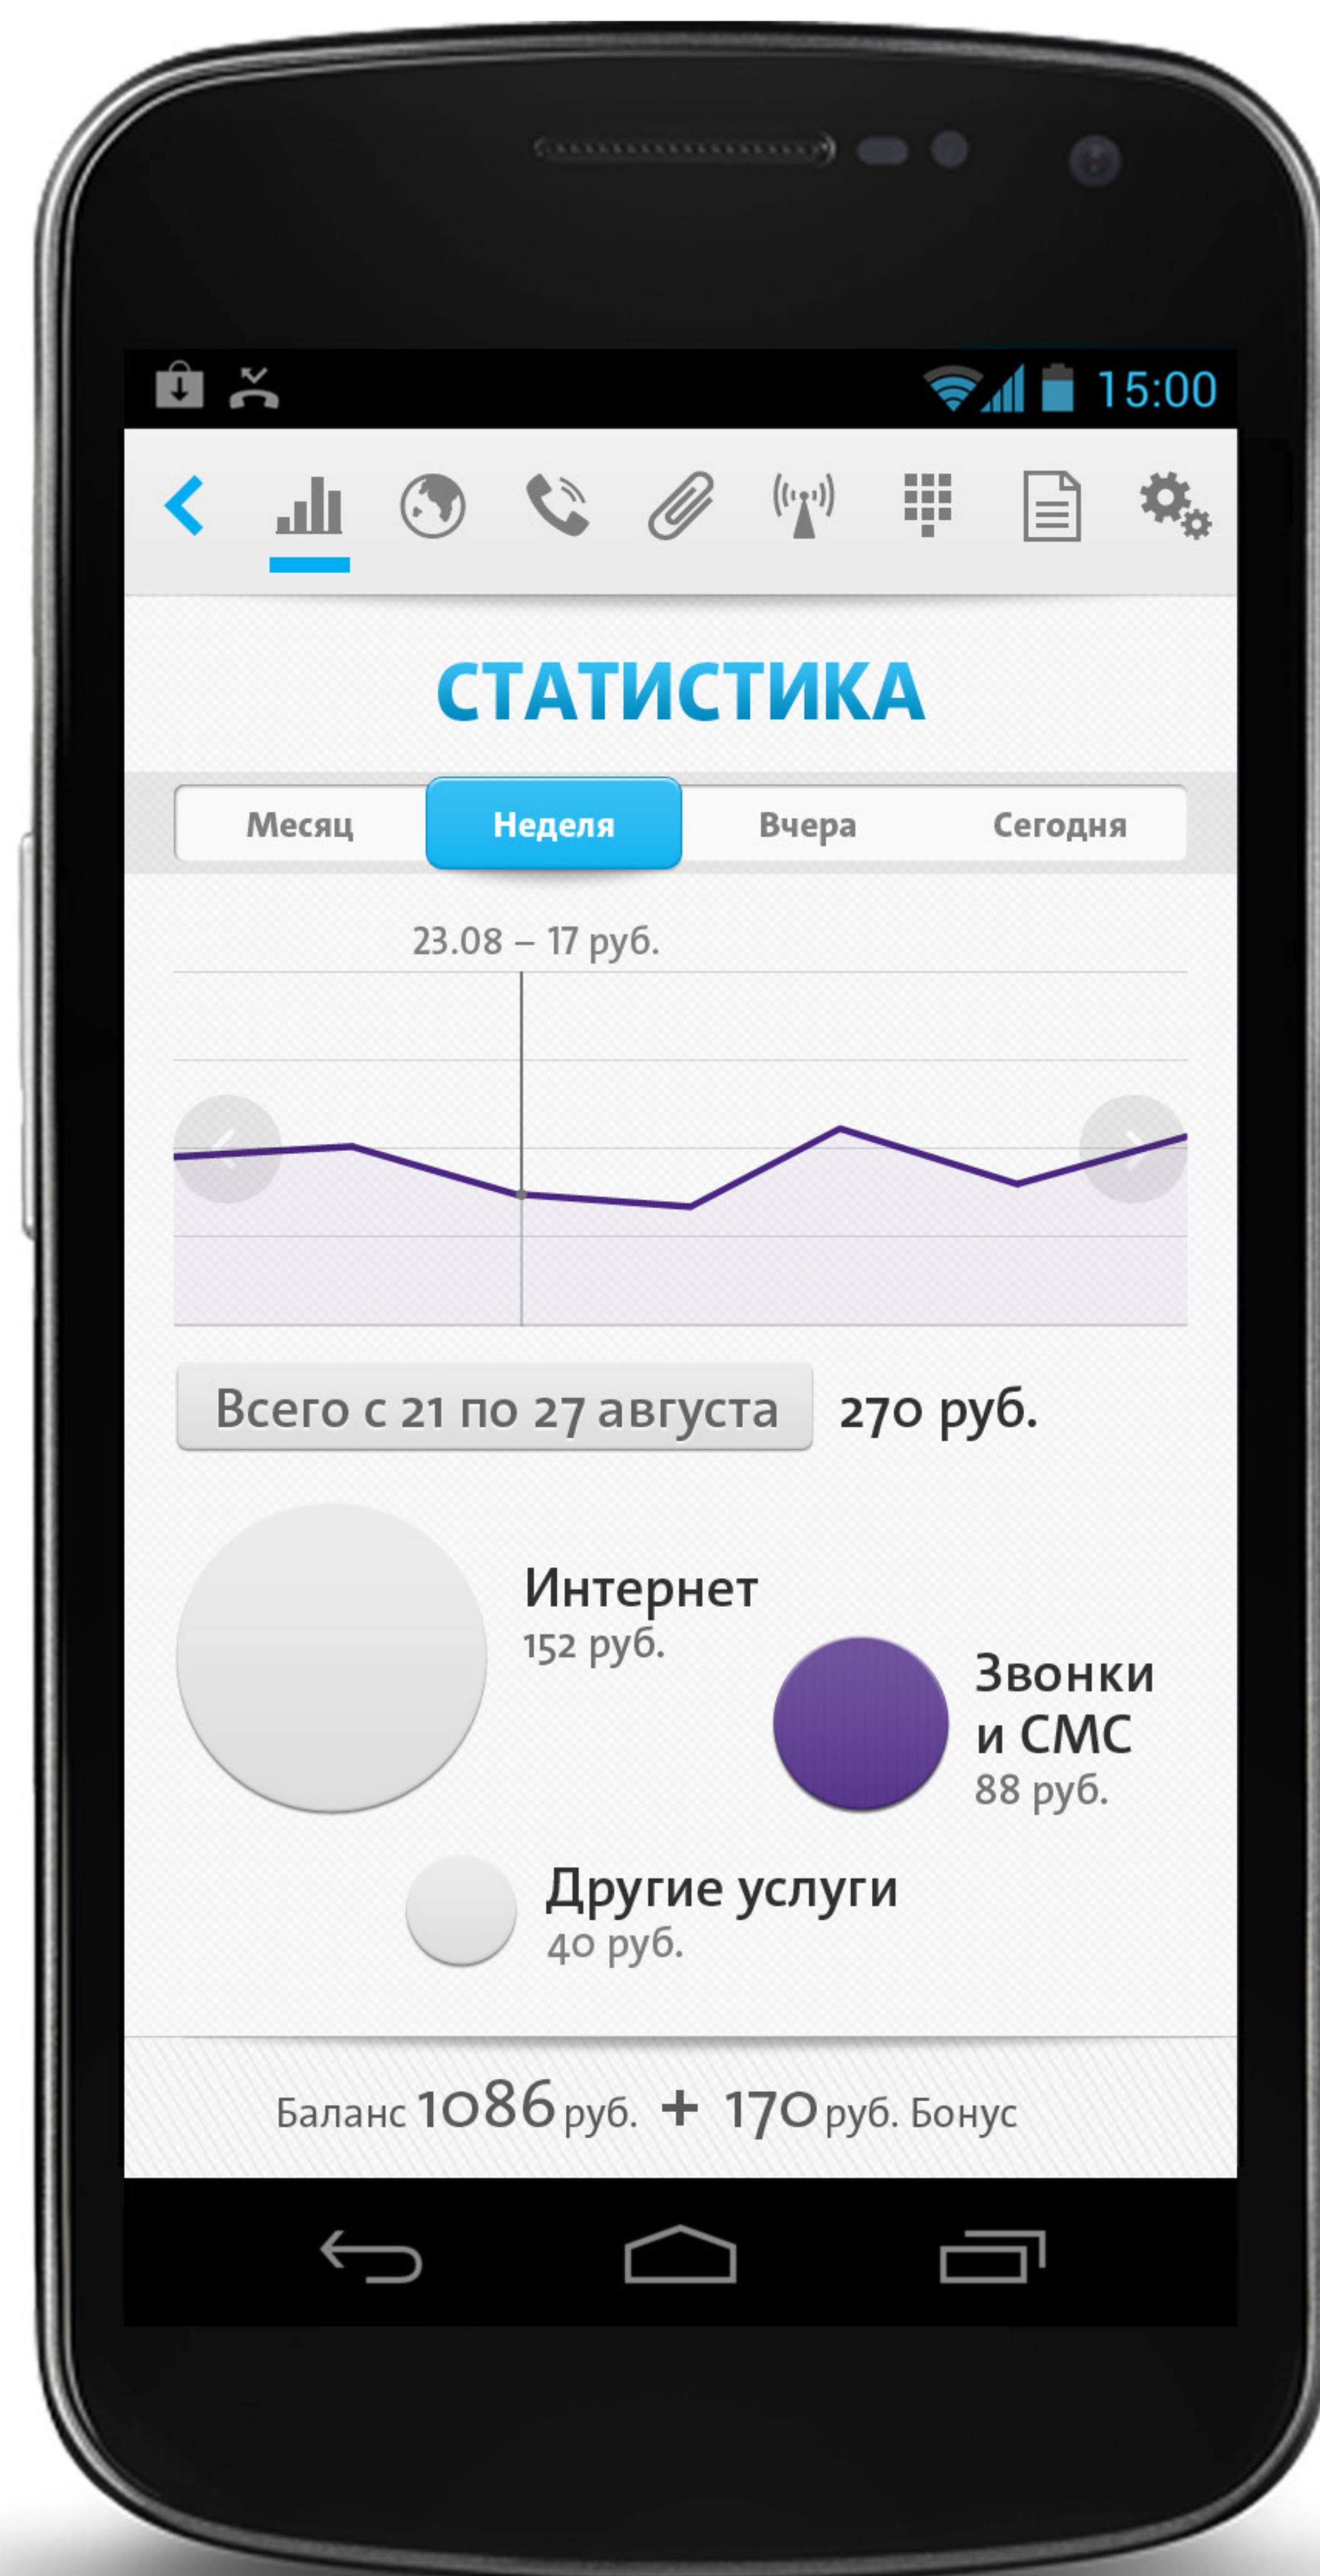 15:00
СТАТИСТИКА
Месяц Неделя Вчера Сегодня
23.08 – 17 руб.
Всего с 21 по 27 августа 270 руб.
Интернет
152 руб.
Звонки
и СМС
88 руб.
Другие услуги
40 руб.
Баланс 1086 руб. + 170 руб. Бонус